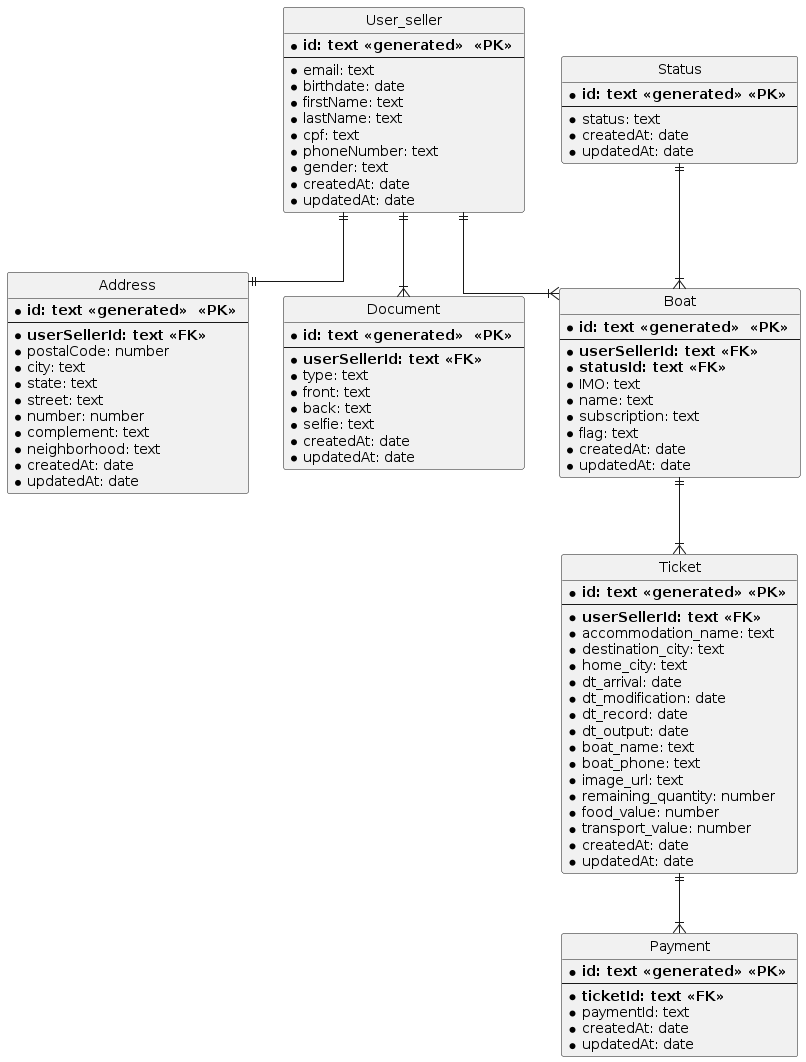 User_seller
id: text «generated» «PK»
email: text
birthdate: date
firstName: text
lastName: text
cpf: text
phoneNumber: text
gender: text
createdAt: date
updatedAt: date
Status
id: text «generated» «PK»
status: text
createdAt: date
updatedAt: date
Address
id: text «generated» «PK»
userSellerId: text «FK»
postalCode: number
city: text
state: text
street: text
number: number
complement: text
neighborhood: text
createdAt: date
updatedAt: date
Document
id: text «generated» «PK»
userSellerId: text «FK»
type: text
front: text
back: text
selfie: text
createdAt: date
updatedAt: date
Boat
id: text «generated» «PK»
userSellerId: text «FK»
statusId: text «FK»
IMO: text
name: text
subscription: text
flag: text
createdAt: date
updatedAt: date
Ticket
id: text «generated» «PK»
userSellerId: text «FK»
accommodation_name: text
destination_city: text
home_city: text
dt_arrival: date
dt_modification: date
dt_record: date
dt_output: date
boat_name: text
boat_phone: text
image_url: text
remaining_quantity: number
food_value: number
transport_value: number
createdAt: date
updatedAt: date
Payment
id: text «generated» «PK»
ticketId: text «FK»
paymentId: text
createdAt: date
updatedAt: date